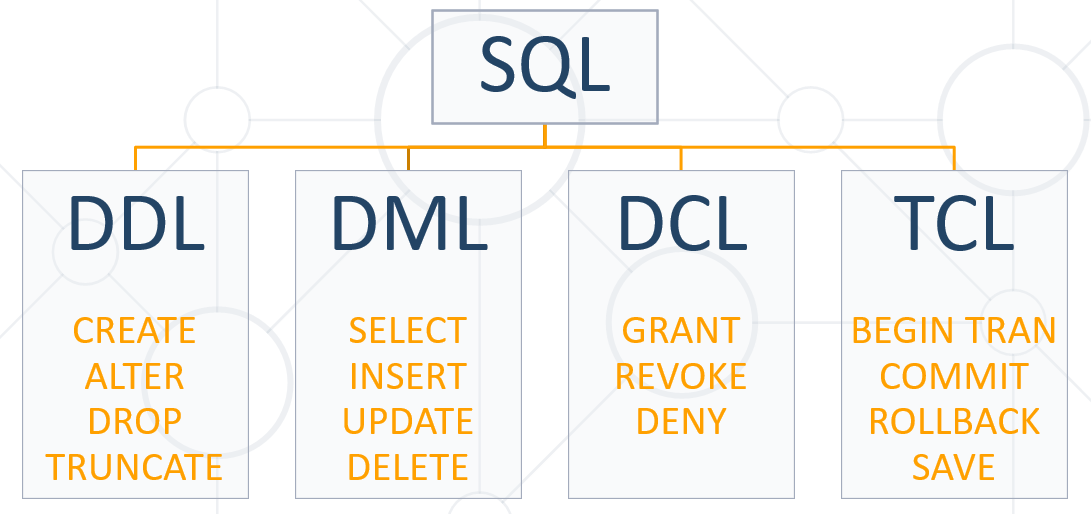 SQL
DDL
CREATE
ALTER
DROP
TRUNCATE
DML
SELECT
INSERT
UPDATE
DELETE
DCL
GRANT
REVOKE
DENY
TCL
BEGIN TRAN
COMMIT
ROLLBACK
SAVE